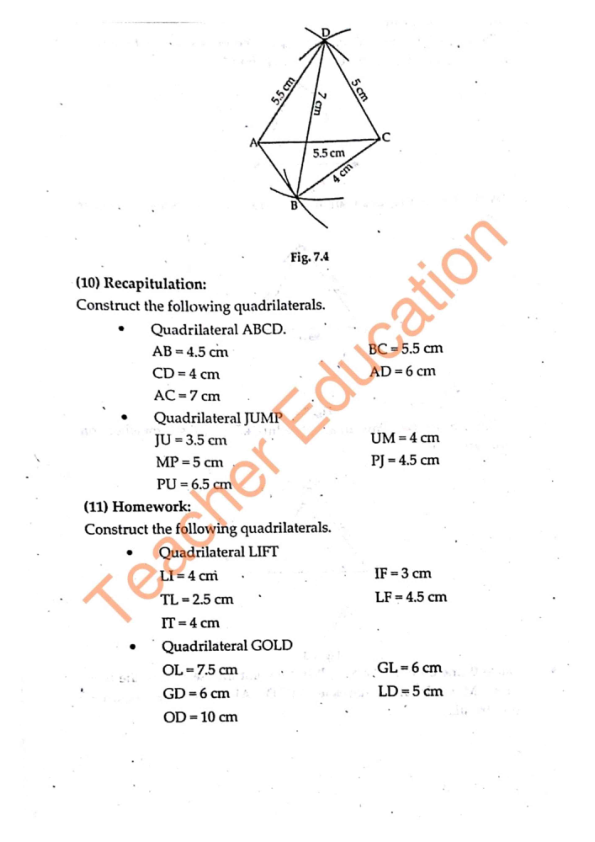 D
5.5 cm
7 cm
5 cm
A
C
5.5 cm
4 cm
B
Fig. 7.4
(10) Recapitulation:
Construct the following quadrilaterals.
• Quadrilateral ABCD.
AB = 4.5 cm BC = 5.5 cm
CD = 4 cm AD = 6 cm
AC = 7 cm
• Quadrilateral JUMP
JU = 3.5 cm UM = 4 cm
MP = 5 cm PJ = 4.5 cm
PU = 6.5 cm
(11) Homework:
Construct the following quadrilaterals.
• Quadrilateral LIFT
LI = 4 cm IF = 3 cm
TL = 2.5 cm LF = 4.5 cm
IT = 4 cm
• Quadrilateral GOLD
OL = 7.5 cm GL = 6 cm
GD = 6 cm LD = 5 cm
OD = 10 cm
Teacher Education